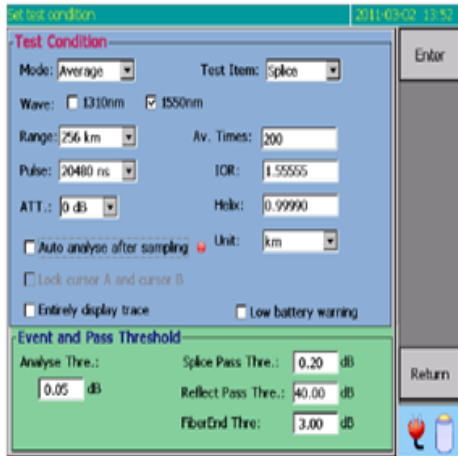 Set test condition 2011-03-02 13:52
Test Condition
Mode: Average Test Item: Splice
Wave: 1310nm 1550nm
Range: 256 km Av. Times: 200
Pulse: 20480 ns IOR: 1.55555
ATT.: 0 dB Helix: 0.99990
Auto analyse after sampling Unit: km
Lock cursor A and cursor B
Entirely display trace Low battery warning
Event and Pass Threshold
Analyse Thre.: Splice Pass Thre.: 0.20 dB
0.05 dB Reflect Pass Thre.: 40.00 dB
FiberEnd Thre: 3.00 dB
Enter
Return